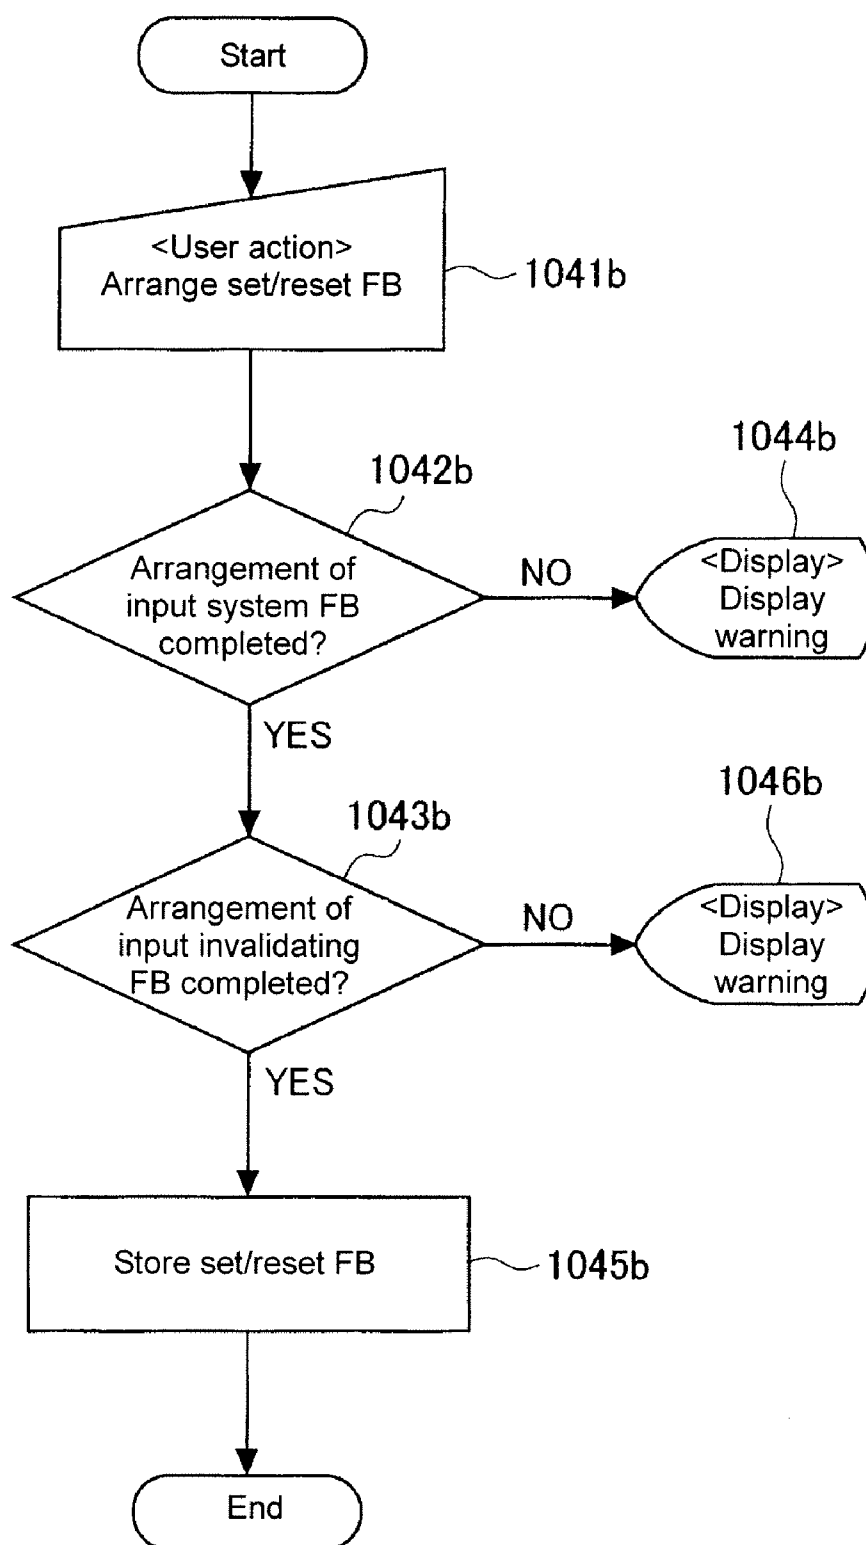 Start
<User action>
Arrange set/reset FB
1041b
1042b
Arrangement of
input system FB
completed?
NO
1044b
<Display>
Display
warning
YES
1043b
Arrangement of
input invalidating
FB completed?
NO
1046b
<Display>
Display
warning
YES
Store set/reset FB
1045b
End